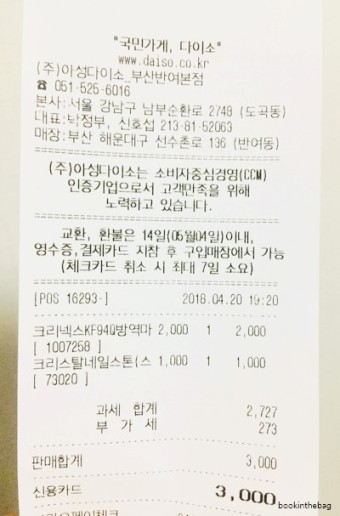 "국민가게, 다이소"
www.daiso.co.kr
(주)아성다이소_부산반여본점
☎ 051-526-6016
본사:서울 강남구 남부순환로 2748 (도곡동)
대표:박정부, 신호섭 213-81-52063
매장:부산 해운대구 선수촌로 136 (반여동)
(주)아성다이소는 소비자중심경영(CCM)
인증기업으로서 고객만족을 위해
노력하고 있습니다.
교환, 환불은 14일(05월04일)이내,
영수증,결제카드 지참 후 구입매장에서 가능
(체크카드 취소 시 최대 7일 소요)
[POS 16293-] 2018.04.20 19:20
크리넥스KF94방역마 2,000 1 2,000
[ 1007258 ]
크리스탈네일스톤(스 1,000 1 1,000
[ 73020 ]
과세 합계 2,727
부 가 세 273
판매합계 3,000
신용카드 3,000
bookinthebag